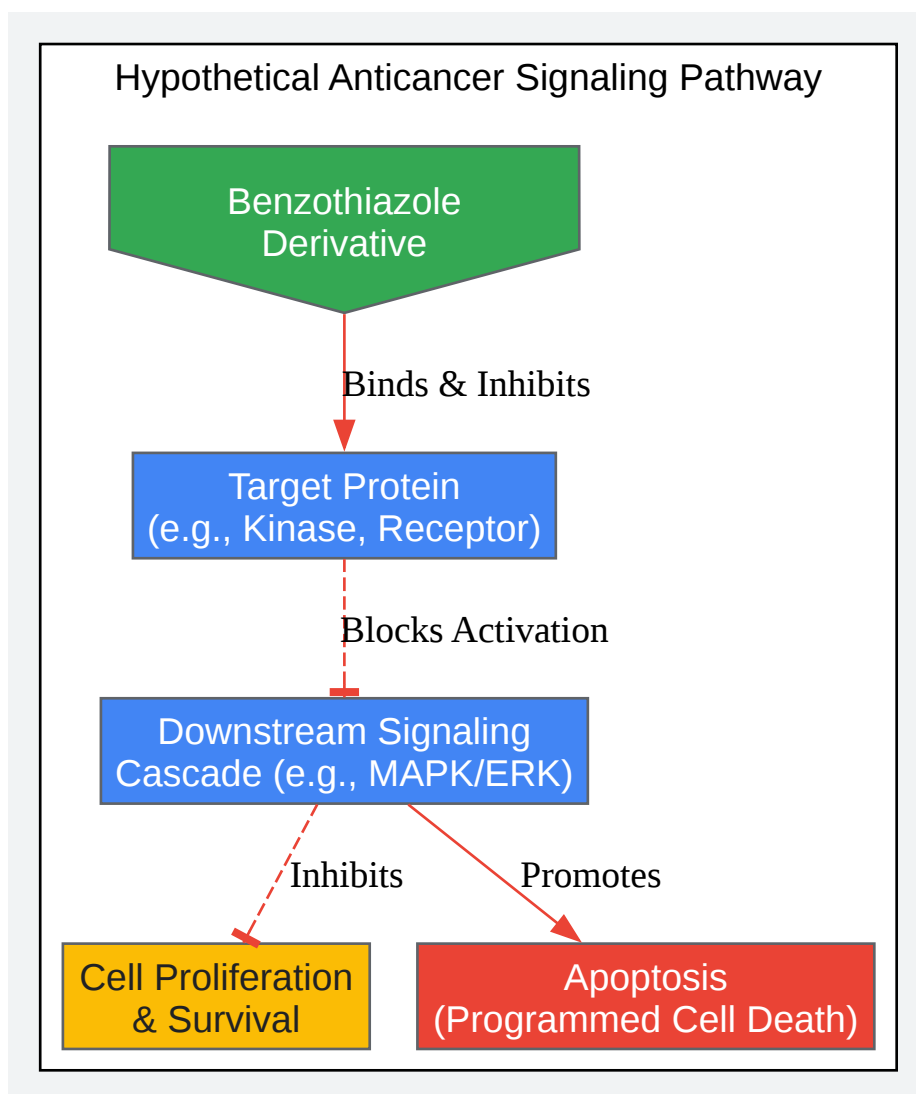 Hypothetical Anticancer Signaling Pathway
Benzothiazole
Derivative
Binds & Inhibits
Target Protein
(e.g., Kinase, Receptor)
Blocks Activation
Downstream Signaling
Cascade (e.g., MAPK/ERK)
Inhibits
Promotes
Cell Proliferation
& Survival
Apoptosis
(Programmed Cell Death)